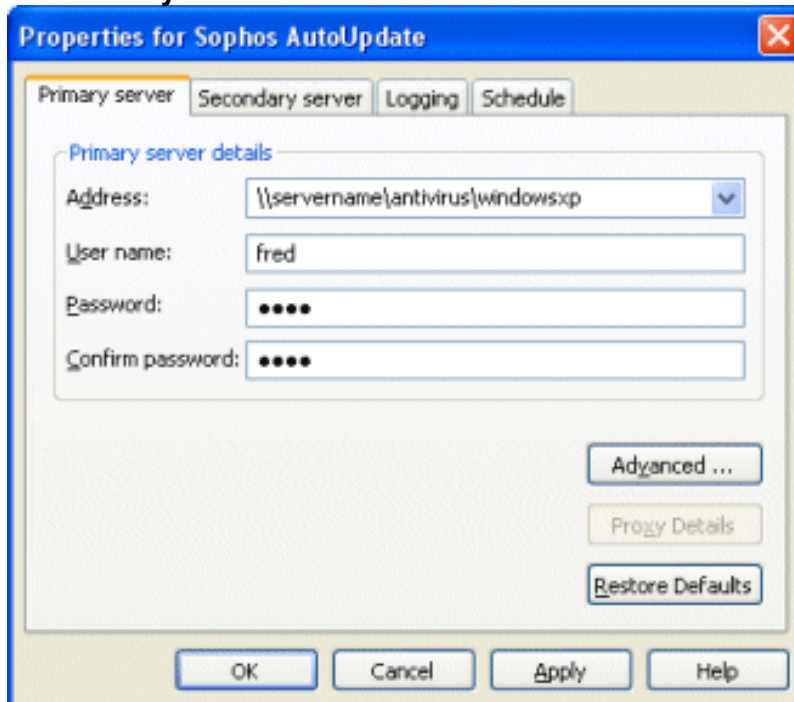 Properties for Sophos AutoUpdate
Primary server Secondary server Logging Schedule
Primary server details
Address: \\servername\antivirus\windowsxp
User name: fred
Password: ●●●●
Confirm password: ●●●●
Advanced ...
Proxy Details
Restore Defaults
OK Cancel Apply Help